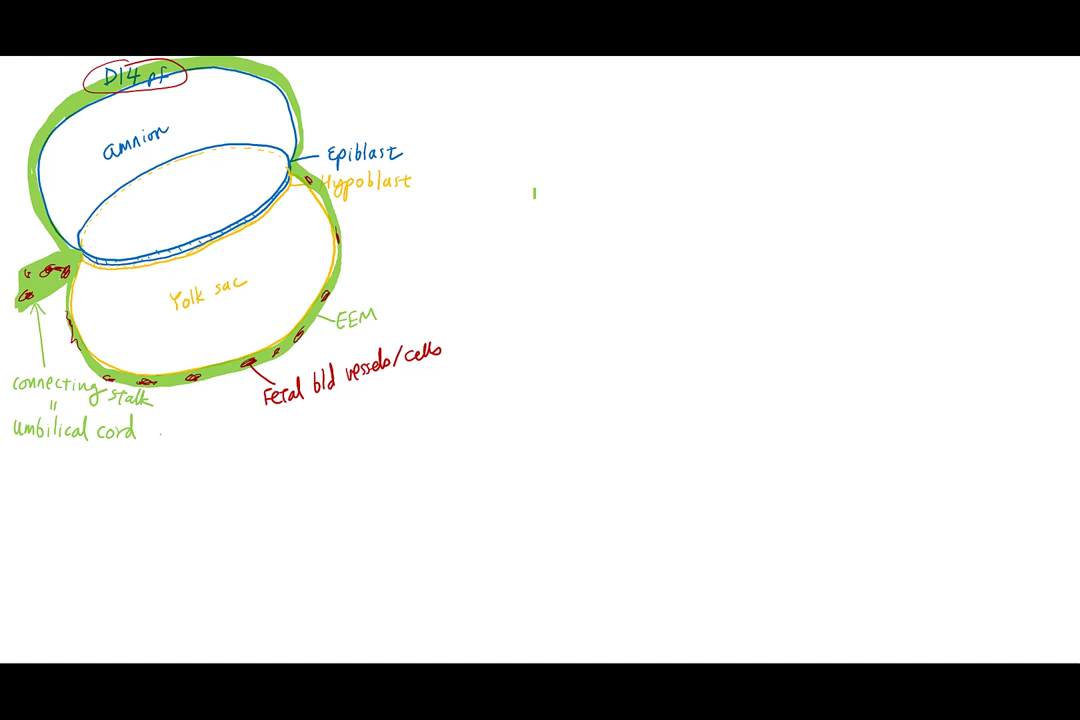 D14 pf
amnion
Epiblast
Hypoblast
Yolk sac
EEM
Fetal bld vessels/cells
connecting stalk
=
umbilical cord